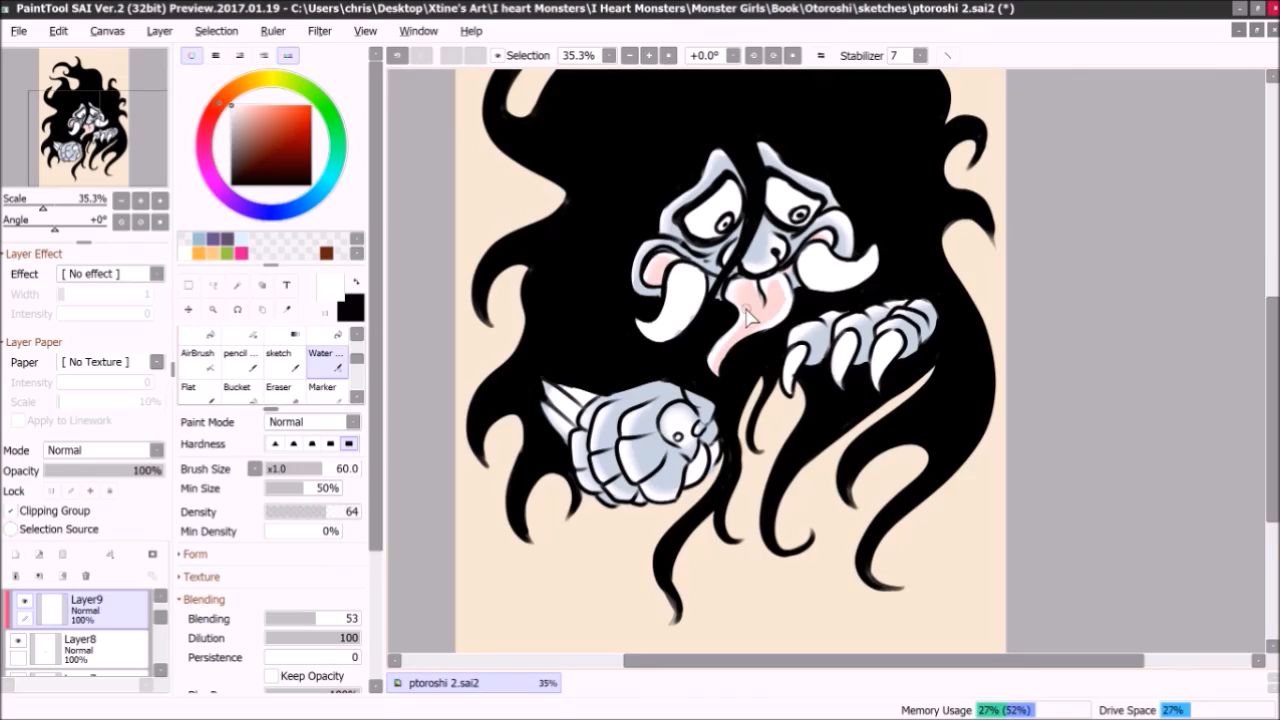 PaintTool SAI Ver.2 (32bit) Preview.2017.01.19 - C:\Users\chris\Desktop\Xtine's Art\I heart Monsters\I Heart Monsters\Monster Girls\Book\Otoroshi\sketches\ptoroshi 2.sai2 (*)
File Edit Canvas Layer Selection Ruler Filter View Window Help
Selection 35.3% +0.0° Stabilizer 7
Scale 35.3%
Angle +0°
Layer Effect
Effect [ No effect ]
Width 1
Intensity 0
Layer Paper
Paper [ No Texture ]
Intensity 0
Scale 10%
Apply to Linework
Mode Normal
Opacity 100%
Lock
Clipping Group
Selection Source
Layer9
Normal
100%
Layer8
Normal
100%
T
AirBrush pencil ... sketch Water ...
Flat Bucket Eraser Marker
Paint Mode Normal
Hardness
Brush Size x1.0 60.0
Min Size 50%
Density 64
Min Density 0%
Form
Texture
Blending
Blending 53
Dilution 100
Persistence 0
Keep Opacity
ptoroshi 2.sai2 35%
Memory Usage 27% (52%) Drive Space 27%